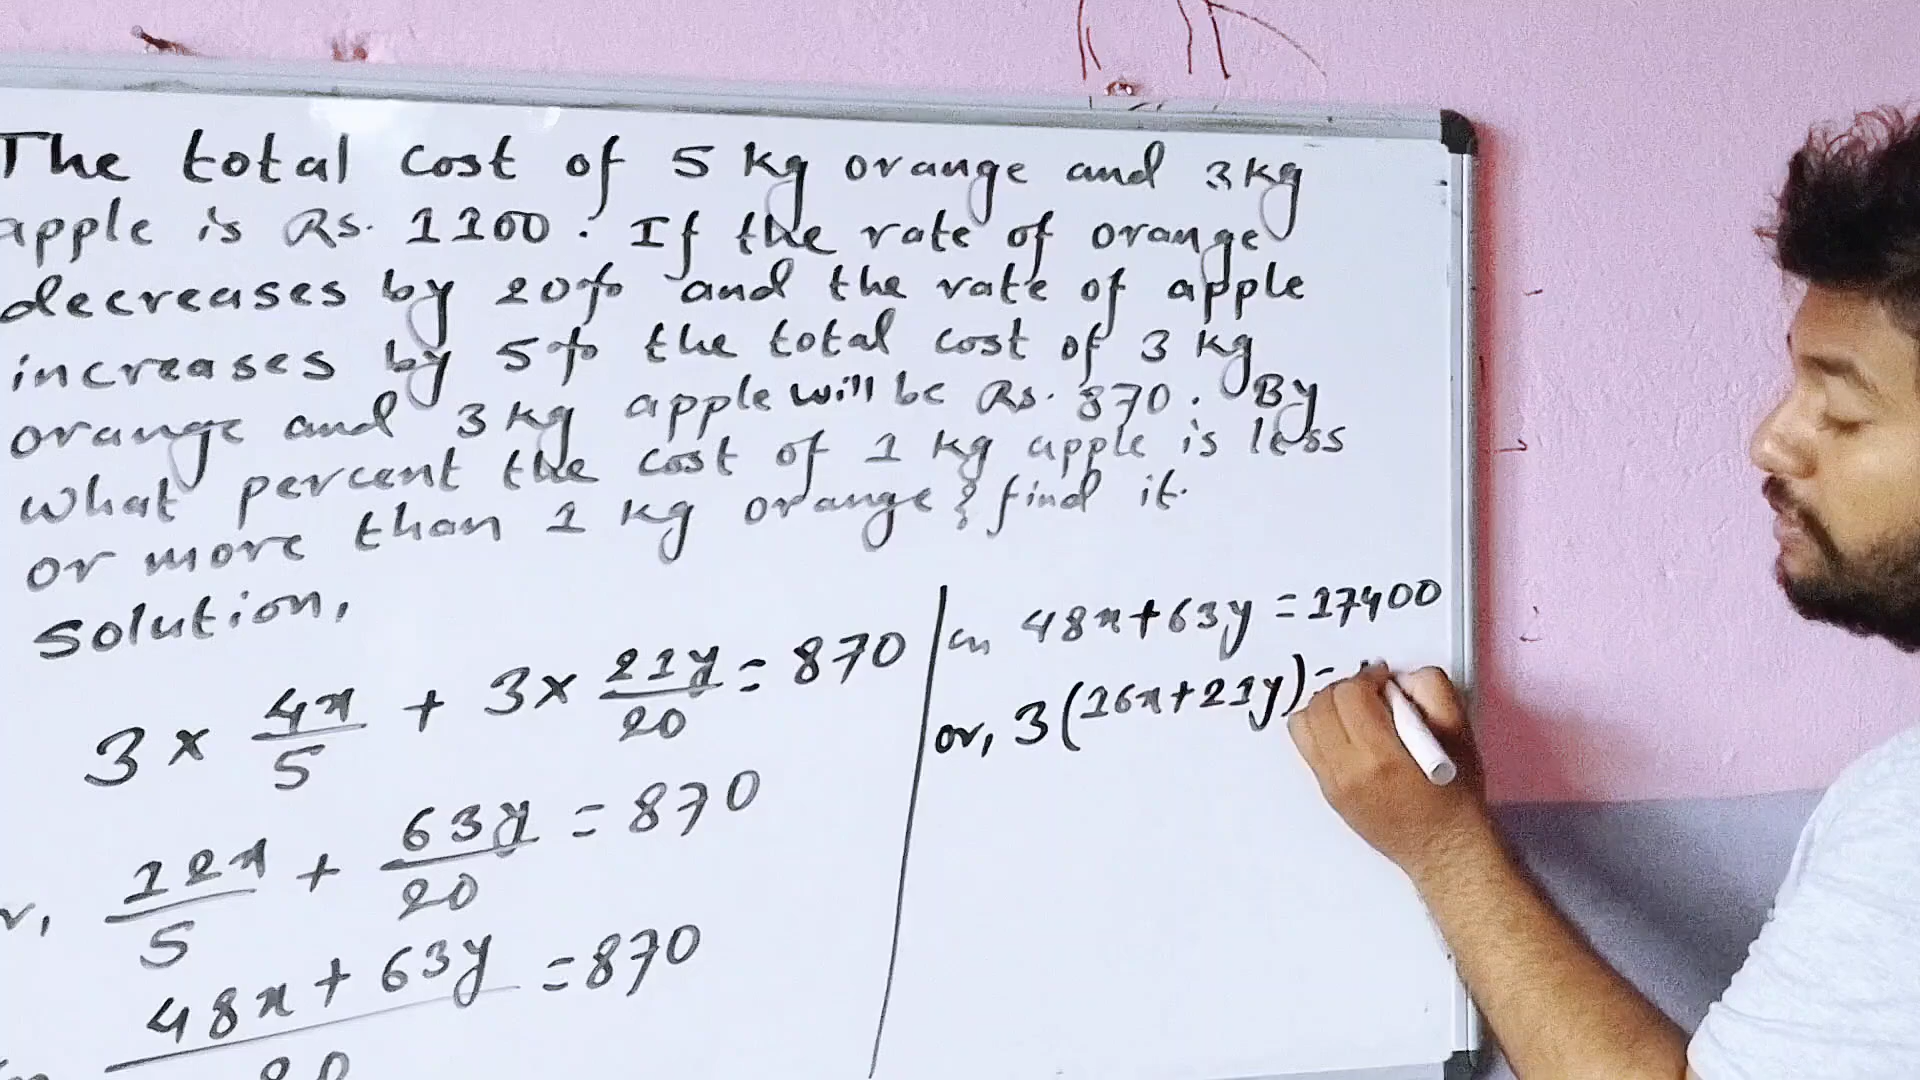 The total cost of 5 kg orange and 3 kg
apple is Rs. 1100. If the rate of orange
decreases by 20% and the rate of apple
increases by 5% the total cost of 3 kg
orange and 3 kg apple will be Rs. 870. By
what percent the cost of 1 kg apple is less
or more than 1 kg orange? find it.
Solution,
3 × 4x/5 + 3 × 21y/20 = 870
12x/5 + 63y/20 = 870
48x + 63y = 870
20
48x + 63y = 17400
or, 3(16x + 21y) =